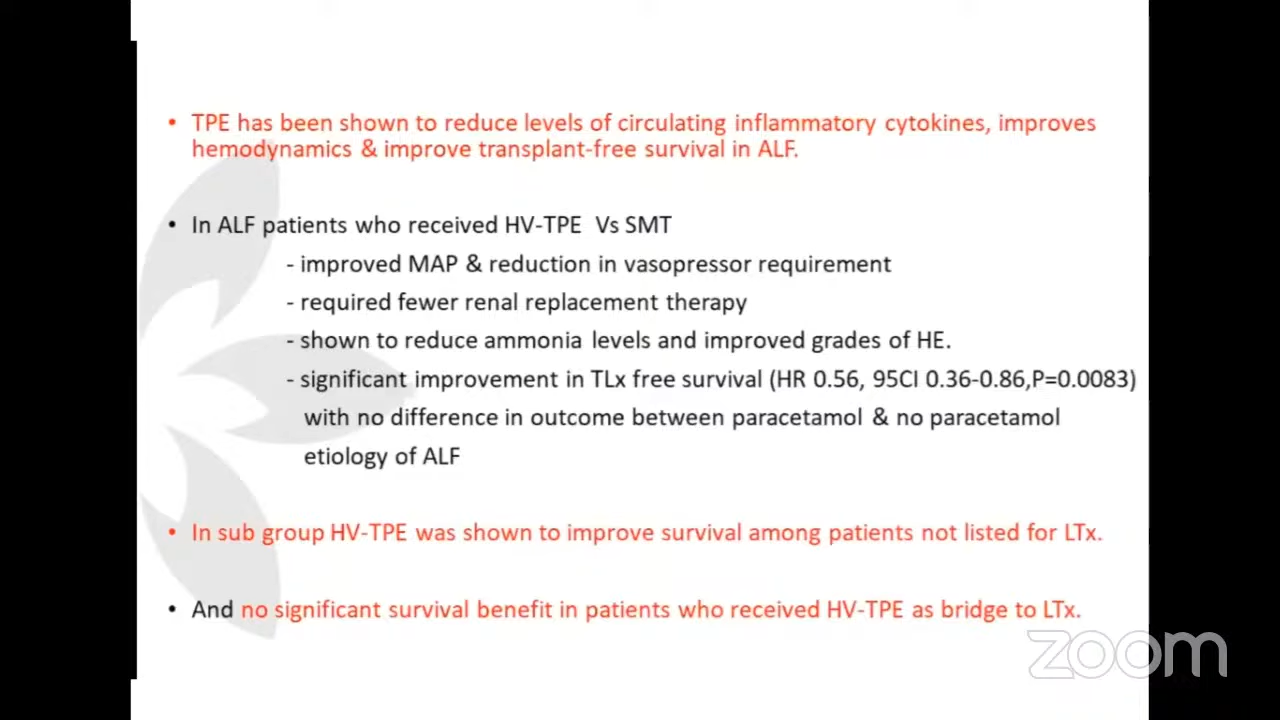 • TPE has been shown to reduce levels of circulating inflammatory cytokines, improves
hemodynamics & improve transplant-free survival in ALF.
• In ALF patients who received HV-TPE Vs SMT
- improved MAP & reduction in vasopressor requirement
- required fewer renal replacement therapy
- shown to reduce ammonia levels and improved grades of HE.
- significant improvement in TLx free survival (HR 0.56, 95CI 0.36-0.86,P=0.0083)
with no difference in outcome between paracetamol & no paracetamol
etiology of ALF
• In sub group HV-TPE was shown to improve survival among patients not listed for LTx.
• And no significant survival benefit in patients who received HV-TPE as bridge to LTx.
zoom